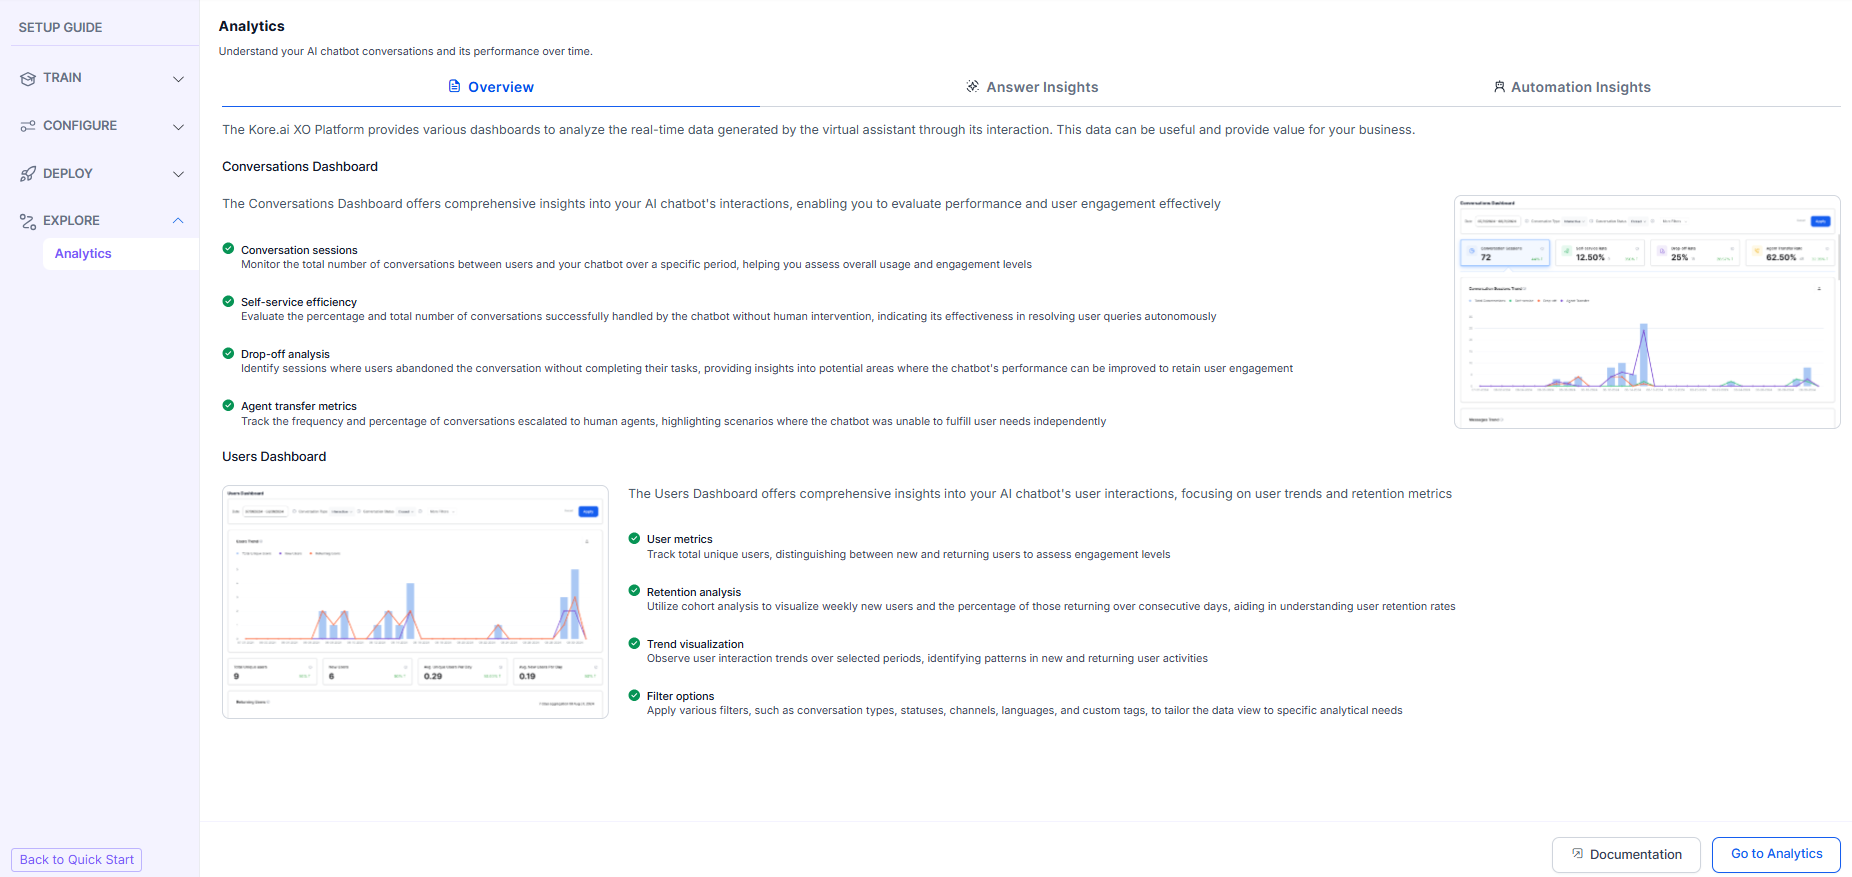 SETUP GUIDE
TRAIN
CONFIGURE
DEPLOY
EXPLORE
Analytics
Back to Quick Start
Analytics
Understand your AI chatbot conversations and its performance over time.
Overview
Answer Insights
Automation Insights
The Kore.ai XO Platform provides various dashboards to analyze the real-time data generated by the virtual assistant through its interaction. This data can be useful and provide value for your business.
Conversations Dashboard
The Conversations Dashboard offers comprehensive insights into your AI chatbot's interactions, enabling you to evaluate performance and user engagement effectively
Conversation sessions
Monitor the total number of conversations between users and your chatbot over a specific period, helping you assess overall usage and engagement levels
Self-service efficiency
Evaluate the percentage and total number of conversations successfully handled by the chatbot without human intervention, indicating its effectiveness in resolving user queries autonomously
Drop-off analysis
Identify sessions where users abandoned the conversation without completing their tasks, providing insights into potential areas where the chatbot's performance can be improved to retain user engagement
Agent transfer metrics
Track the frequency and percentage of conversations escalated to human agents, highlighting scenarios where the chatbot was unable to fulfill user needs independently
Conversations Dashboard
72
12.50%
25%
62.50%
Conversation Sessions Trend
Users Dashboard
Users Dashboard
Users Trend
9
6
0.29
0.19
The Users Dashboard offers comprehensive insights into your AI chatbot's user interactions, focusing on user trends and retention metrics
User metrics
Track total unique users, distinguishing between new and returning users to assess engagement levels
Retention analysis
Utilize cohort analysis to visualize weekly new users and the percentage of those returning over consecutive days, aiding in understanding user retention rates
Trend visualization
Observe user interaction trends over selected periods, identifying patterns in new and returning user activities
Filter options
Apply various filters, such as conversation types, statuses, channels, languages, and custom tags, to tailor the data view to specific analytical needs
Documentation
Go to Analytics